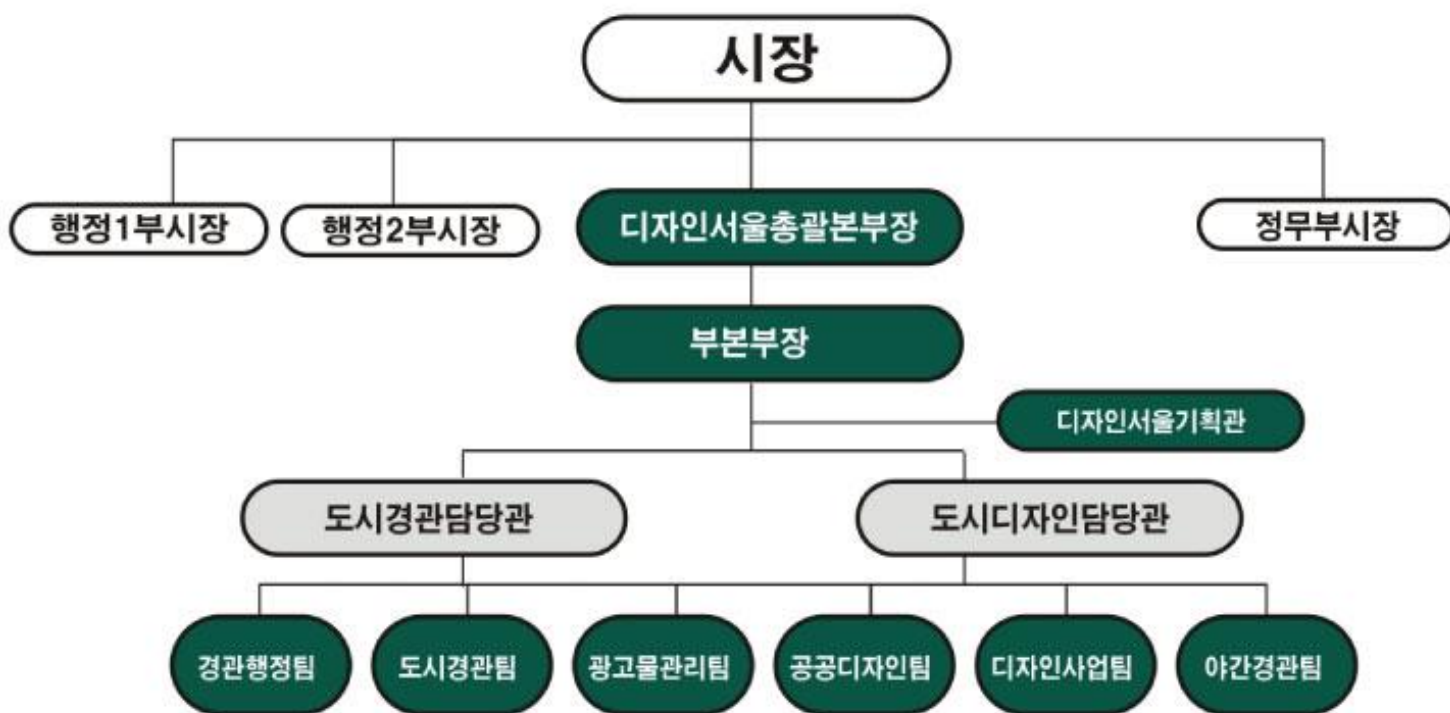 시장
행정1부시장
행정2부시장
디자인서울총괄본부장
정무부시장
부본부장
디자인서울기획관
도시경관담당관
도시디자인담당관
경관행정팀
도시경관팀
광고물관리팀
공공디자인팀
디자인사업팀
야간경관팀